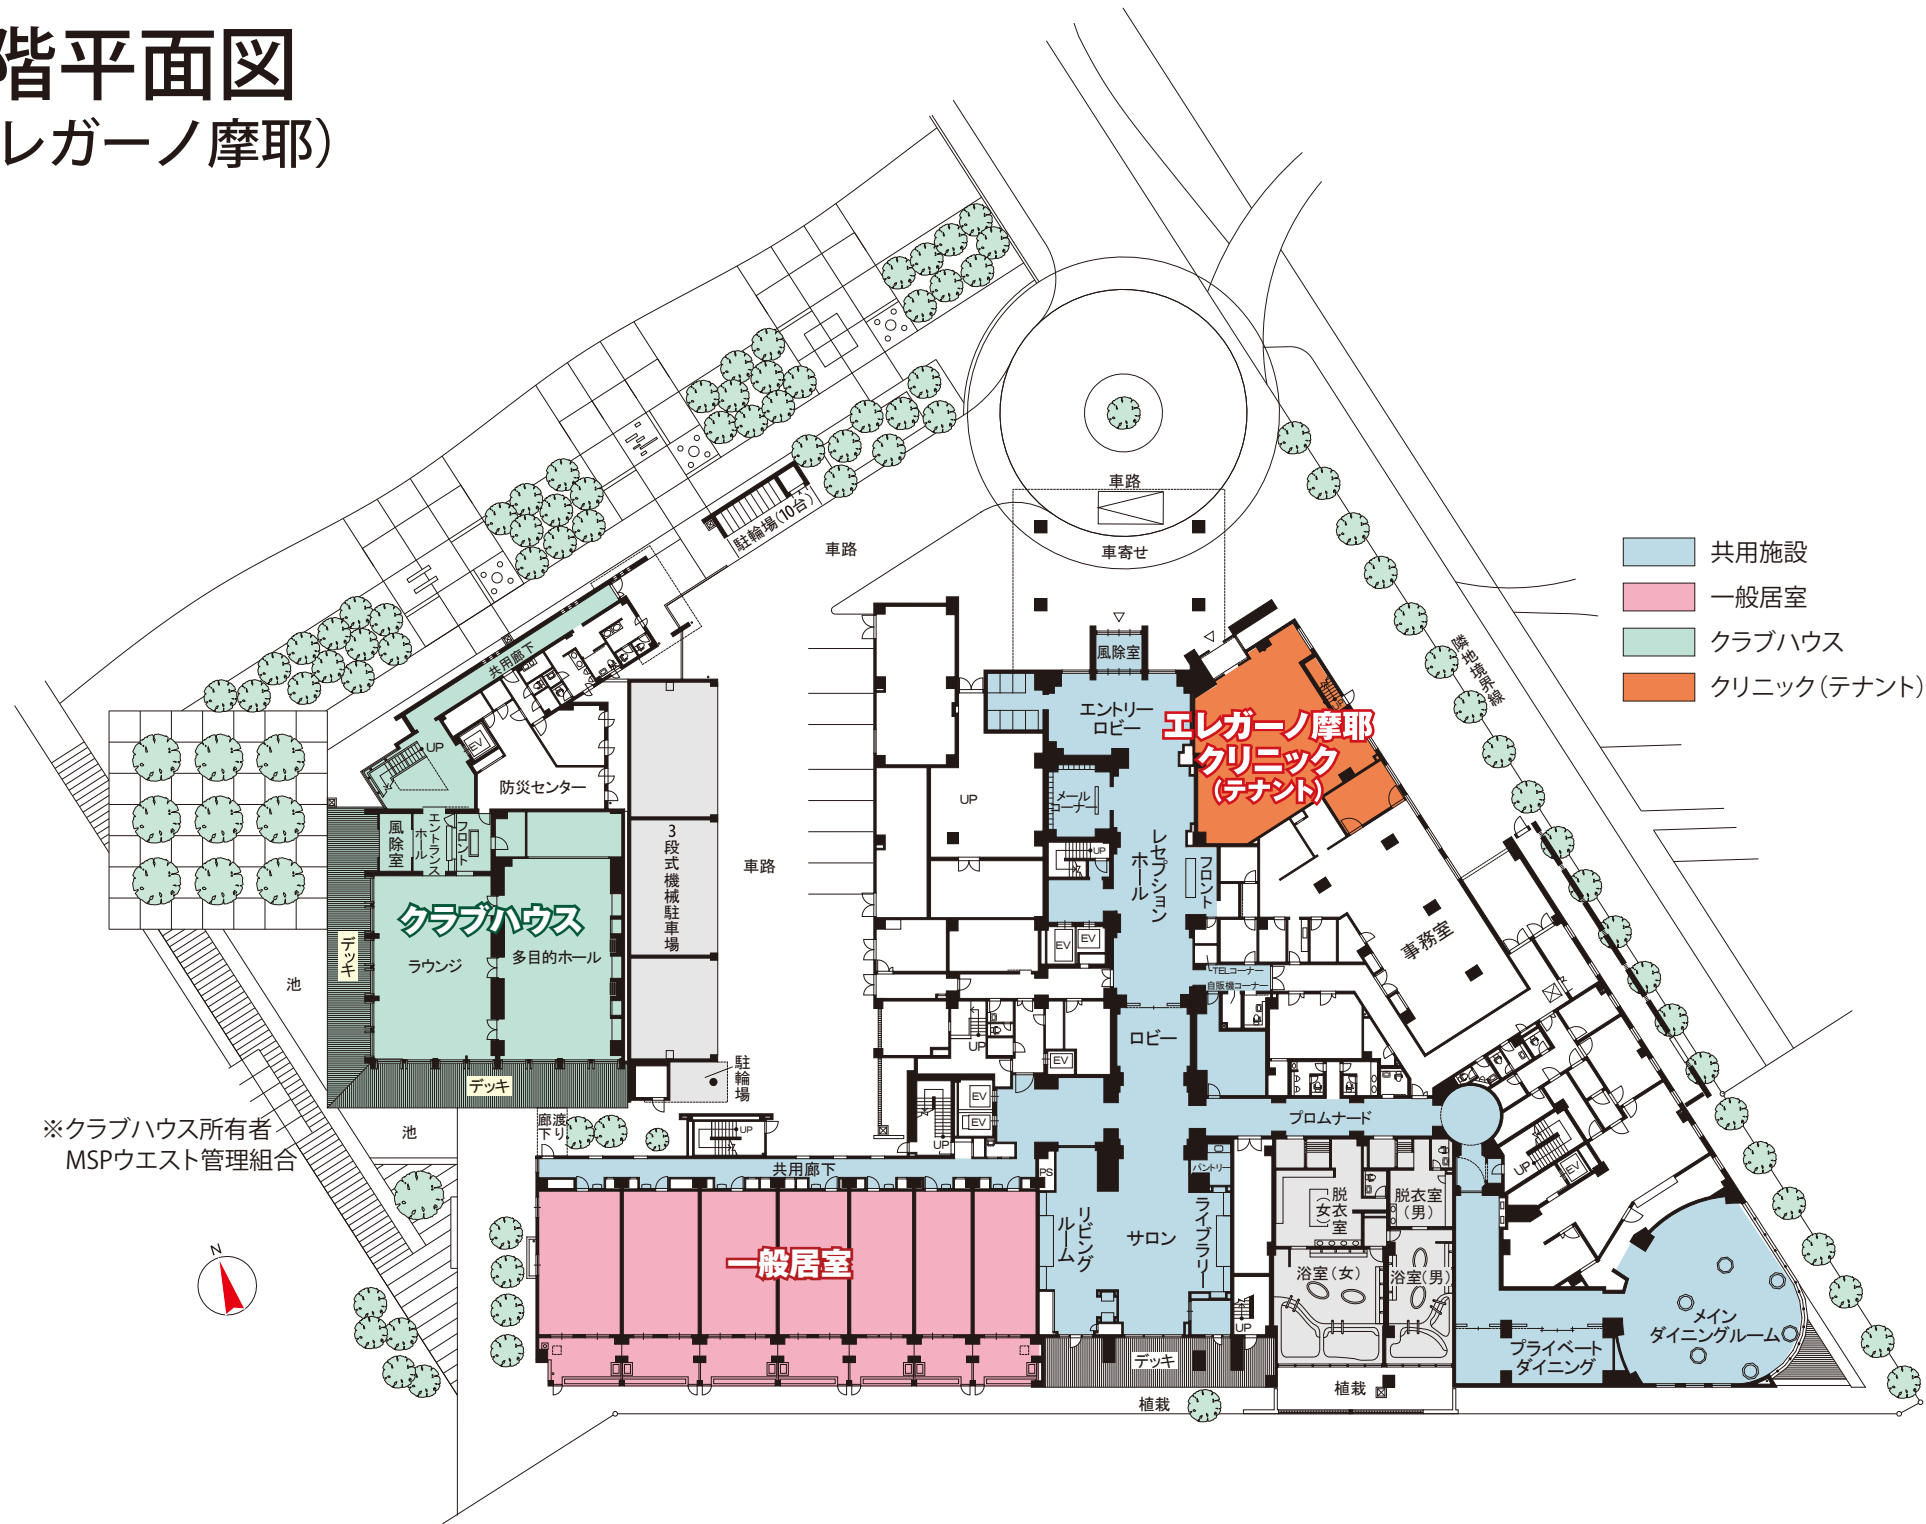 階平面図
レガーノ摩耶）
車路
車寄せ
駐輪場(10台)
車路
共用施設
一般居室
クラブハウス
クリニック（テナント）
隣地境界線
共用廊下
風除室
エントリー
ロビー
エレガーノ摩耶
クリニック
(テナント)
UP
UP
EV
防災センター
メール
コーナー
UP
UP
3段式機械駐車場
車路
レセプション
ホール
フロント
UP
風除室
エントランス
ホール
フロント
クラブハウス
ラウンジ
多目的ホール
デッキ
池
事務室
EV
EV
TELコーナー
自販機コーナー
ロビー
UP
EV
駐輪場
デッキ
EV
EV
UP
プロムナード
※クラブハウス所有者
MSPウエスト管理組合
池
渡り
廊下
UP
共用廊下
PS
パントリー
UP
EV
脱衣室
（女）
脱衣室
（男）
リビング
ルーム
サロン
ライブラリー
一般居室
浴室（女）
浴室（男）
N
UP
メイン
ダイニングルーム
プライベート
ダイニング
デッキ
植栽
植栽